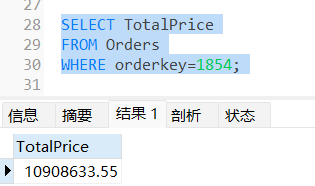 27
28 SELECT TotalPrice
29 FROM Orders
30 WHERE orderkey=1854;
31
信息 摘要 结果 1 剖析 状态
TotalPrice
10908633.55